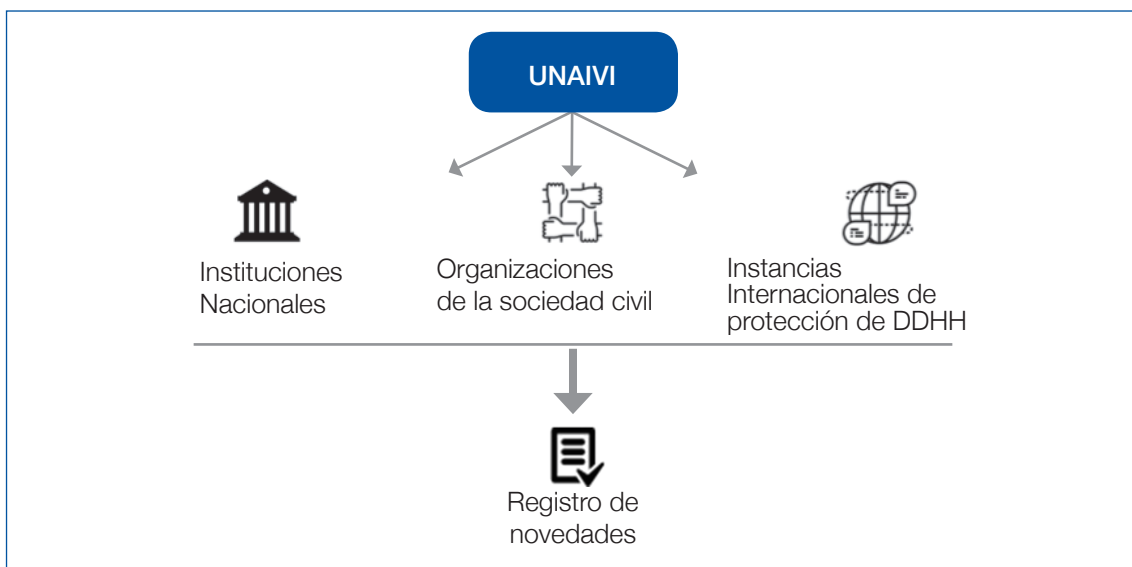 UNAIVI
Instituciones
Nacionales
Organizaciones
de la sociedad civil
Instancias
Internacionales de
protección de DDHH
Registro de
novedades